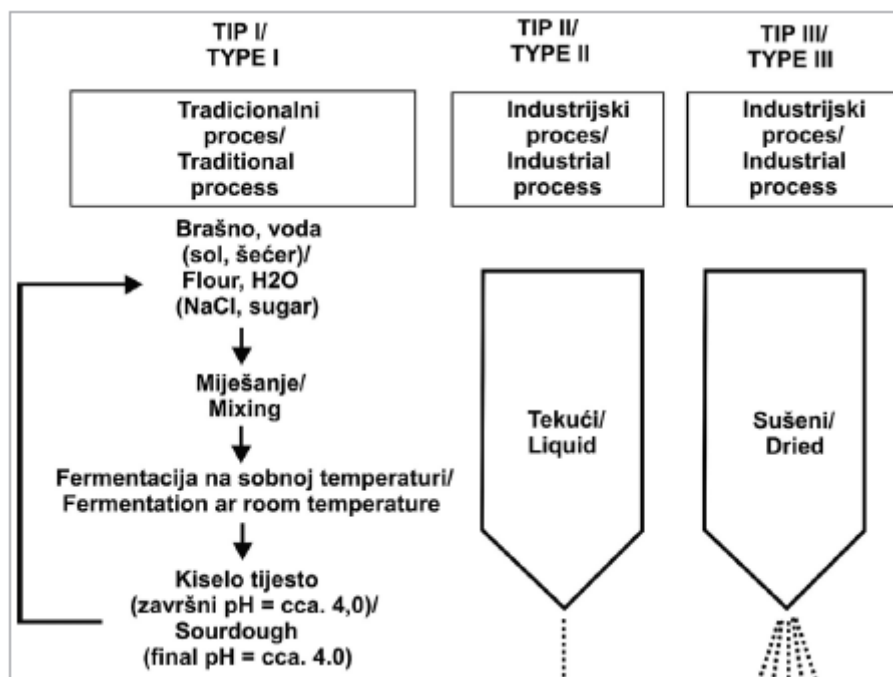 TIP I/
TYPE I
Tradicionalni
proces/
Traditional
process
Brašno, voda
(sol, šećer)/
Flour, H2O
(NaCl, sugar)
Miješanje/
Mixing
Fermentacija na sobnoj temperaturi/
Fermentation ar room temperature
Kiselo tijesto
(završni pH = cca. 4,0)/
Sourdough
(final pH = cca. 4.0)
TIP II/
TYPE II
Industrijski
proces/
Industrial
process
Tekući/
Liquid
TIP III/
TYPE III
Industrijski
proces/
Industrial
process
Sušeni/
Dried